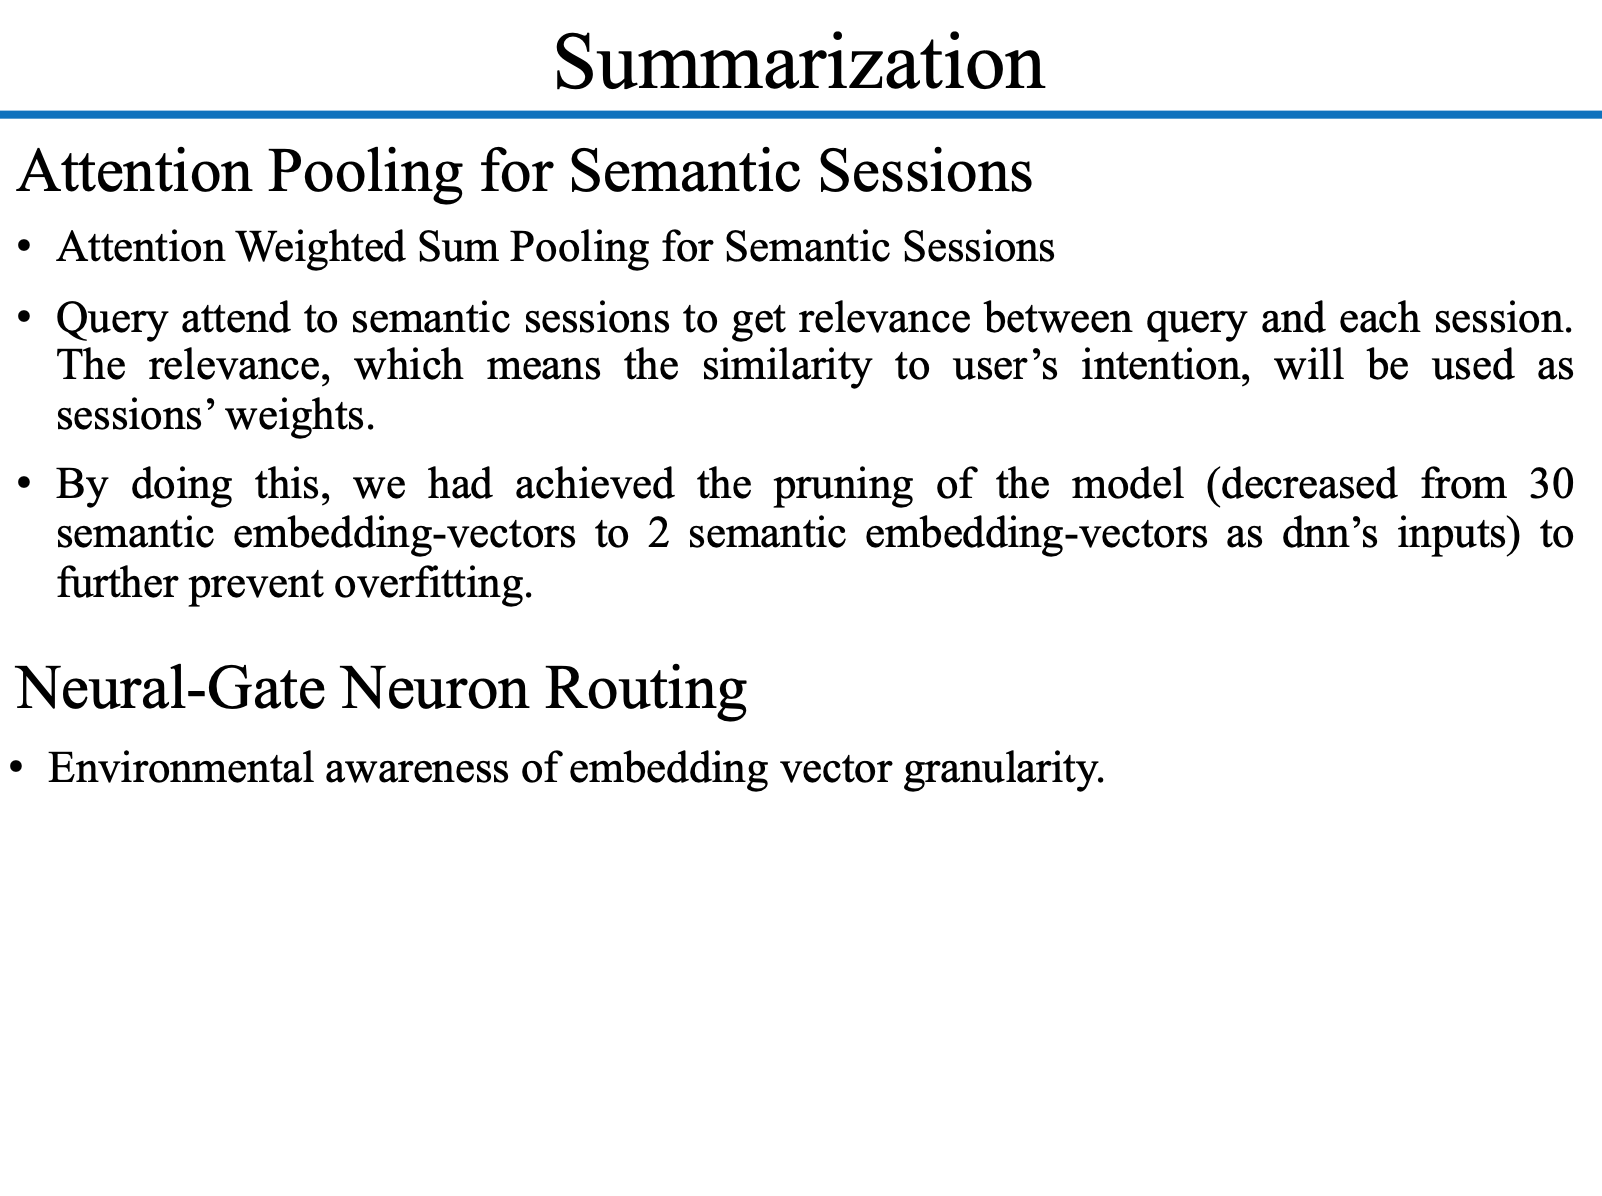 Summarization
Attention Pooling for Semantic Sessions
• Attention Weighted Sum Pooling for Semantic Sessions
• Query attend to semantic sessions to get relevance between query and each session.
The relevance, which means the similarity to user’s intention, will be used as
sessions’ weights.
• By doing this, we had achieved the pruning of the model (decreased from 30
semantic embedding-vectors to 2 semantic embedding-vectors as dnn’s inputs) to
further prevent overfitting.
Neural-Gate Neuron Routing
• Environmental awareness of embedding vector granularity.